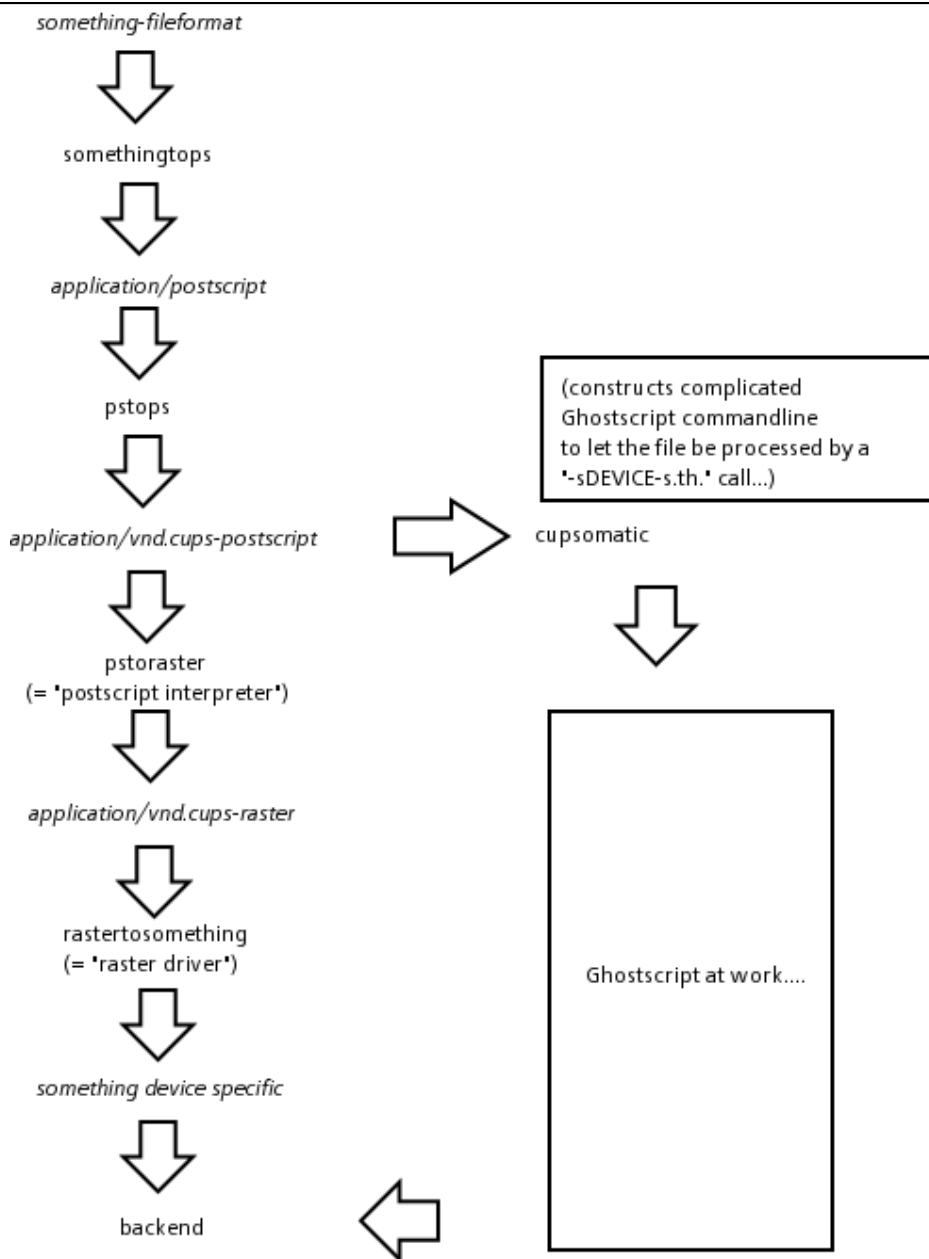 something-fileformat
somethingtops
application/postscript
pstops
(constructs complicated
Ghostscript commandline
to let the file be processed by a
"-sDEVICE-s.th." call...)
application/vnd.cups-postscript
cupsomatic
pstoraster
(= "postscript interpreter")
application/vnd.cups-raster
rastertosomething
(= "raster driver")
Ghostscript at work....
something device specific
backend